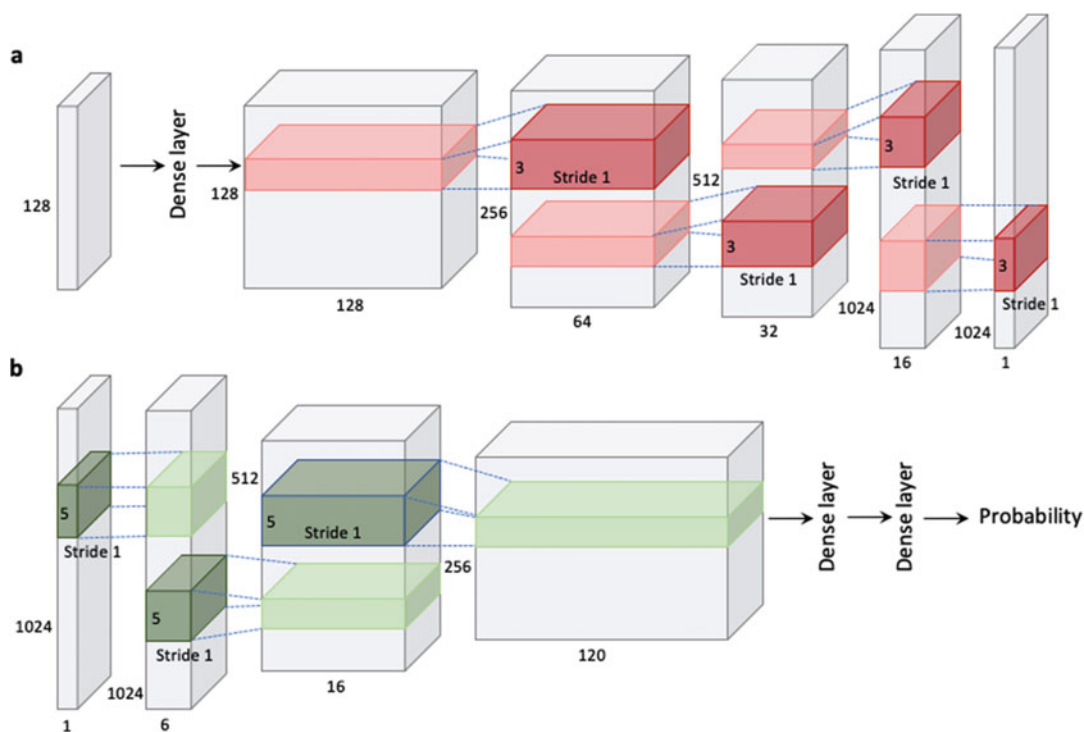 a
128
Dense layer
128
128
3
Stride 1
256
64
512
3
Stride 1
32
3
Stride 1
1024
16
3
Stride 1
1024
1
b
5
Stride 1
1024
1
5
Stride 1
1024
6
512
5
Stride 1
16
256
120
Dense layer
Dense layer
Probability